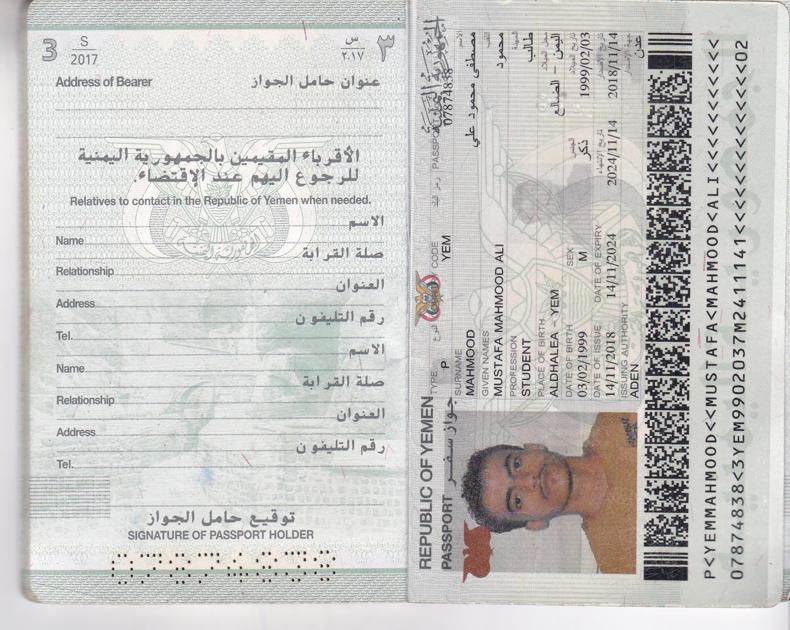 3
S
2017
Address of Bearer
عنوان حامل الجواز
س
٢٠١٧
٣
الأقرباء المقيمين بالجمهورية اليمنية
للرجوع اليهم عند الاقتضاء.
Relatives to contact in the Republic of Yemen when needed.
Name
الاسم
Relationship
صلة القرابة
Address
العنوان
Tel.
رقم التليفون
Name
الاسم
Relationship
صلة القرابة
Address
العنوان
Tel.
رقم التليفون
توقيع حامل الجواز
SIGNATURE OF PASSPORT HOLDER
REPUBLIC OF YEMEN
الجمهورية اليمنية
PASSPORT جواز سفر
TYPE النوع
CODE رمز البلد
P
YEM
07874838
SURNAME
الاسم
MAHMOOD
مصطفى محمود علي
GIVEN NAMES
اللقب
MUSTAFA MAHMOOD ALI
محمود
PROFESSION
المهنة
STUDENT
طالب
PLACE OF BIRTH
ALDHALEA - YEM
اليمن - الضالع
DATE OF BIRTH SEX الجنس تاريخ الميلاد
03/02/1999 M ذكر 1999/02/03
DATE OF ISSUE DATE OF EXPIRY تاريخ الانتهاء تاريخ الاصدار
14/11/2018 14/11/2024 2024/11/14 2018/11/14
ISSUING AUTHORITY جهة الاصدار
ADEN عدن
P<YEMMAHMOOD<<MUSTAFA<MAHMOOD<ALI<<<<<<<<<<<
07874838<3YEM9902037M2411141<<<<<<<<<<<<<<02